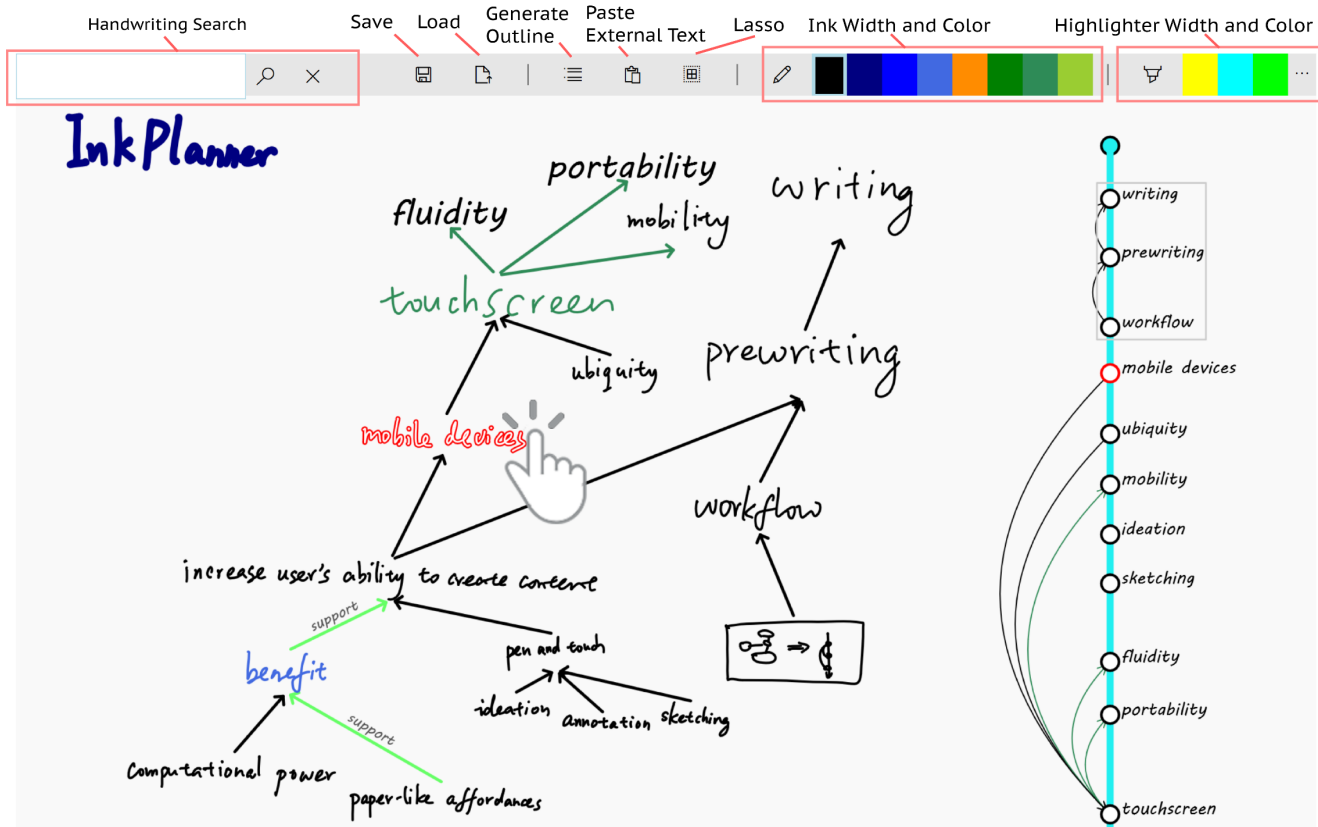 Handwriting Search
Save
Load
Generate
Outline
Paste
External Text
Lasso
Ink Width and Color
Highlighter Width and Color
InkPlanner
portability
writing
fluidity
mobility
touchscreen
ubiquity
prewriting
mobile devices
workflow
increase user's ability to create content
support
benefit
pen and touch
ideation
annotation
sketching
support
computational power
paper-like affordances
writing
prewriting
workflow
mobile devices
ubiquity
mobility
ideation
sketching
fluidity
portability
touchscreen